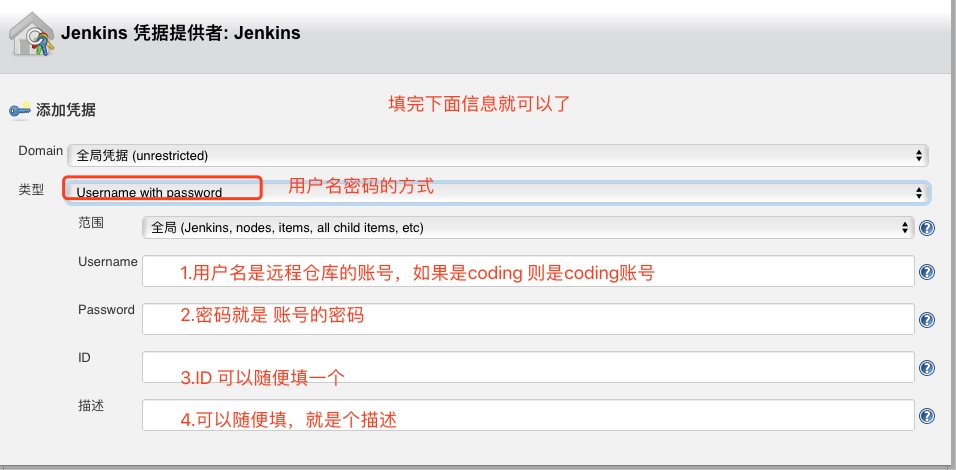 Jenkins 凭据提供者: Jenkins
添加凭据
填完下面信息就可以了
Domain 全局凭据 (unrestricted)
类型 Username with password 用户名密码的方式
范围 全局 (Jenkins, nodes, items, all child items, etc)
Username 1.用户名是远程仓库的账号，如果是coding 则是coding账号
Password 2.密码就是 账号的密码
ID 3.ID 可以随便填一个
描述 4.可以随便填，就是个描述